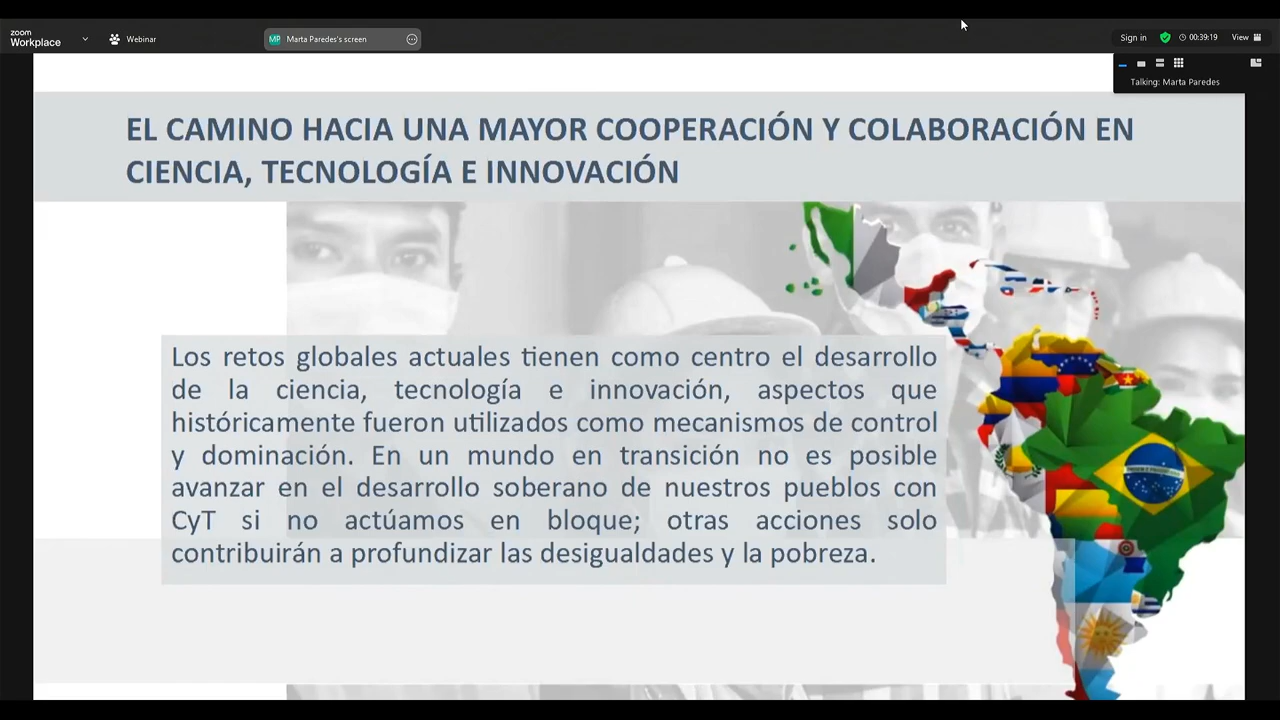 zoom
Workplace
Webinar
MP Marta Paredes's screen
Sign in
00:39:19
View
Talking: Marta Paredes
EL CAMINO HACIA UNA MAYOR COOPERACIÓN Y COLABORACIÓN EN
CIENCIA, TECNOLOGÍA E INNOVACIÓN
Los retos globales actuales tienen como centro el desarrollo
de la ciencia, tecnología e innovación, aspectos que
históricamente fueron utilizados como mecanismos de control
y dominación. En un mundo en transición no es posible
avanzar en el desarrollo soberano de nuestros pueblos con
CyT si no actúamos en bloque; otras acciones solo
contribuirán a profundizar las desigualdades y la pobreza.